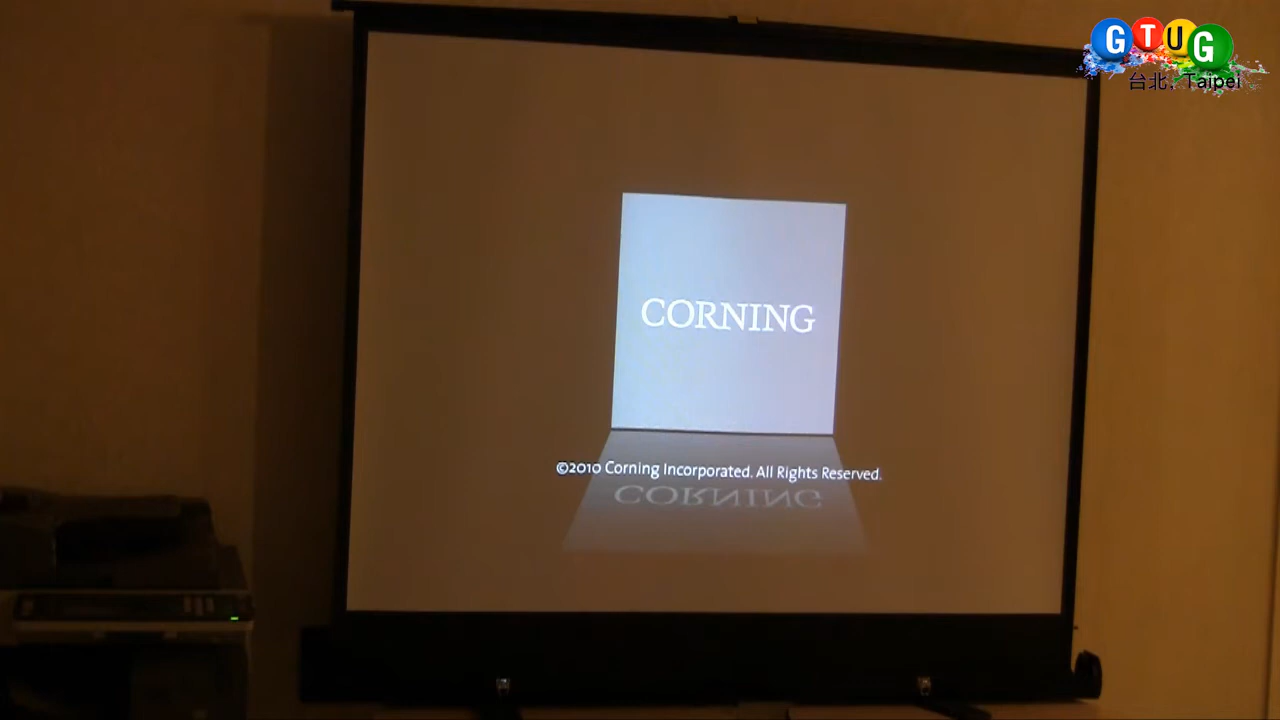 GTUG
台北, Taipei
CORNING
©2010 Corning Incorporated. All Rights Reserved.
CORNING